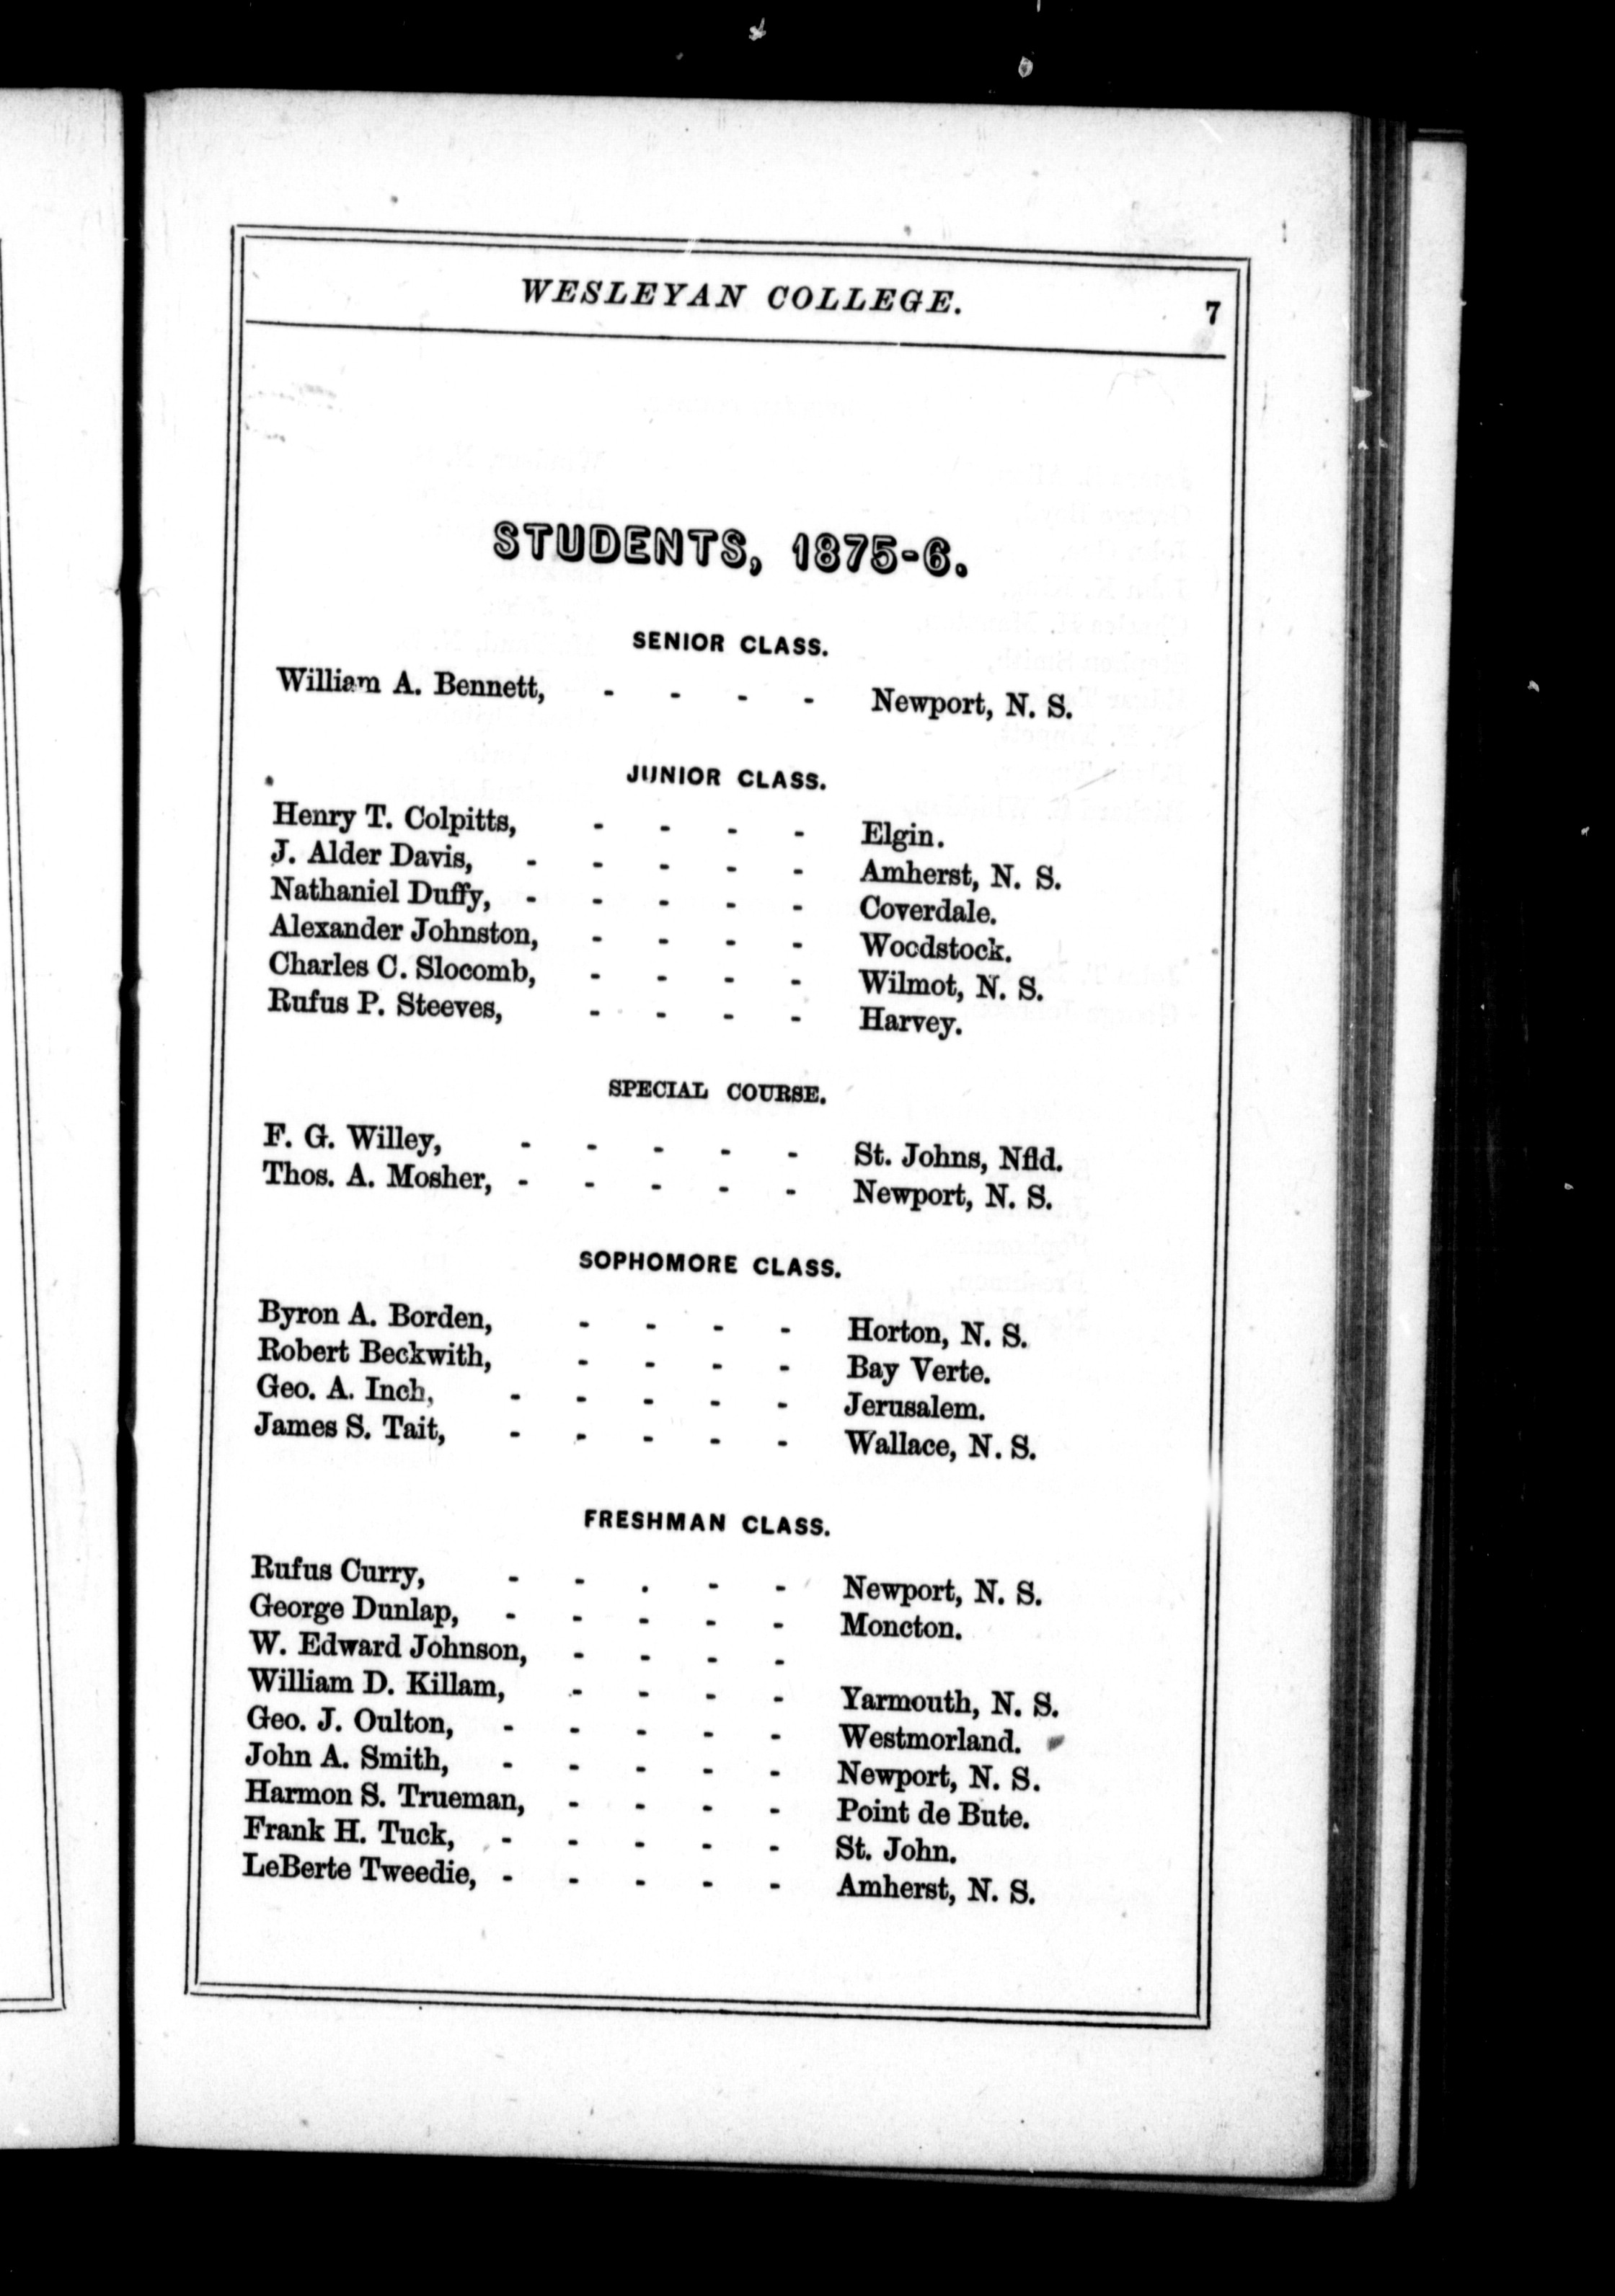 WESLEYAN COLLEGE. 7
STUDENTS, 1875-6.
SENIOR CLASS.
William A. Bennett, - - - - Newport, N. S.
JUNIOR CLASS.
Henry T. Colpitts, - - - - Elgin.
J. Alder Davis, - - - - - Amherst, N. S.
Nathaniel Duffy, - - - - - Coverdale.
Alexander Johnston, - - - - Woodstock.
Charles C. Slocomb, - - - - Wilmot, N. S.
Rufus P. Steeves, - - - - Harvey.
SPECIAL COURSE.
F. G. Willey, - - - - - St. Johns, Nfld.
Thos. A. Mosher, - - - - - Newport, N. S.
SOPHOMORE CLASS.
Byron A. Borden, - - - - Horton, N. S.
Robert Beckwith, - - - - Bay Verte.
Geo. A. Inch, - - - - - Jerusalem.
James S. Tait, - - - - - Wallace, N. S.
FRESHMAN CLASS.
Rufus Curry, - - . - - Newport, N. S.
George Dunlap, - - - - - Moncton.
W. Edward Johnson, - - - -
William D. Killam, - - - - Yarmouth, N. S.
Geo. J. Oulton, - - - - - Westmorland.
John A. Smith, - - - - - Newport, N. S.
Harmon S. Trueman, - - - - Point de Bute.
Frank H. Tuck, - - - - - St. John.
LeBerte Tweedie, - - - - - Amherst, N. S.